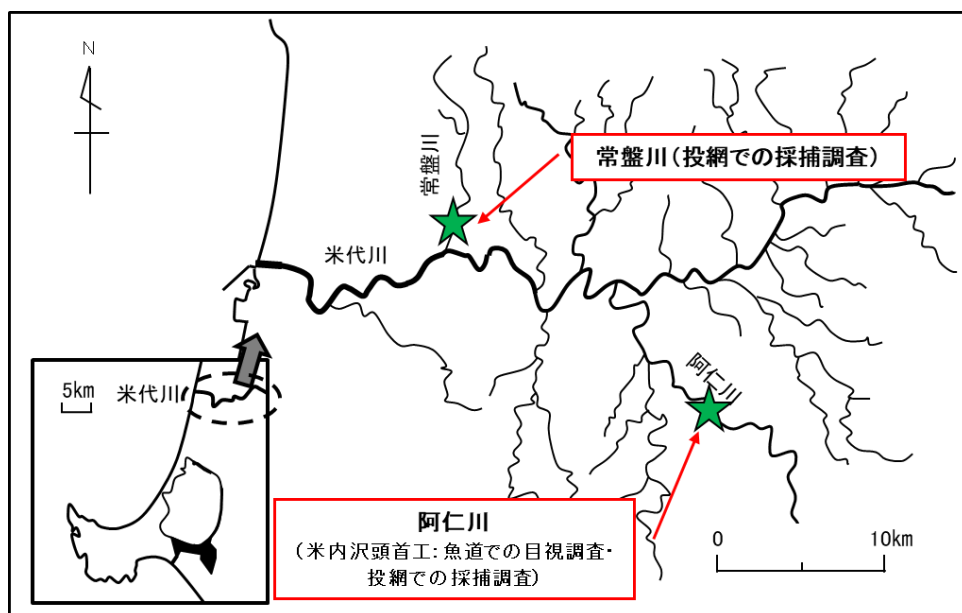 N
常盤川(投網での採捕調査)
常盤川
米代川
阿仁川
5km
米代川
阿仁川
(米内沢頭首工:魚道での目視調査・
投網での採捕調査)
0
10km